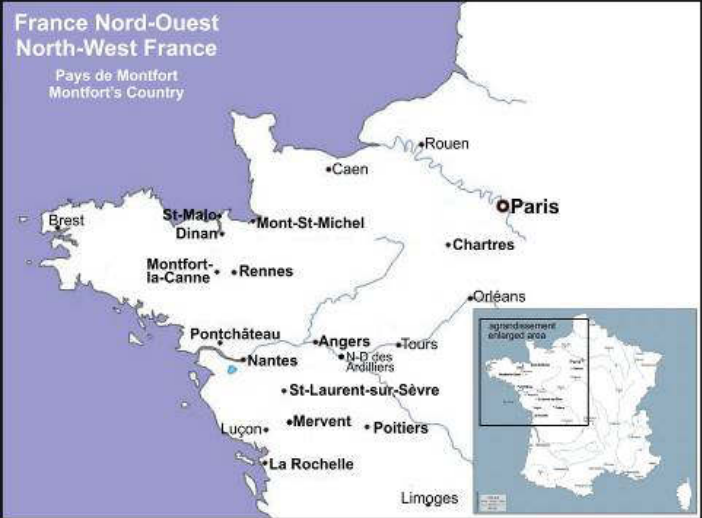 France Nord-Ouest
North-West France
Pays de Montfort
Montfort's Country
Rouen
Caen
Paris
Brest
St-Malo
Mont-St-Michel
Dinan
Chartres
Montfort-
la-Canne
Rennes
Orléans
agrandissement
enlarged area
Pontchâteau
Angers
Tours
N-D des
Ardilliers
Nantes
St-Laurent-sur-Sèvre
Luçon
Mervent
Poitiers
La Rochelle
Limoges
Paris